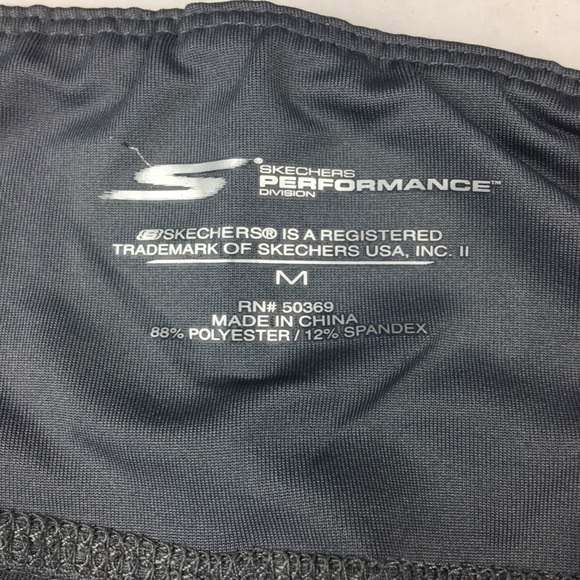 S® SKECHERS
PERFORMANCE™
DIVISION
SKECHERS® IS A REGISTERED
TRADEMARK OF SKECHERS USA, INC. II
M
RN# 50369
MADE IN CHINA
88% POLYESTER / 12% SPANDEX